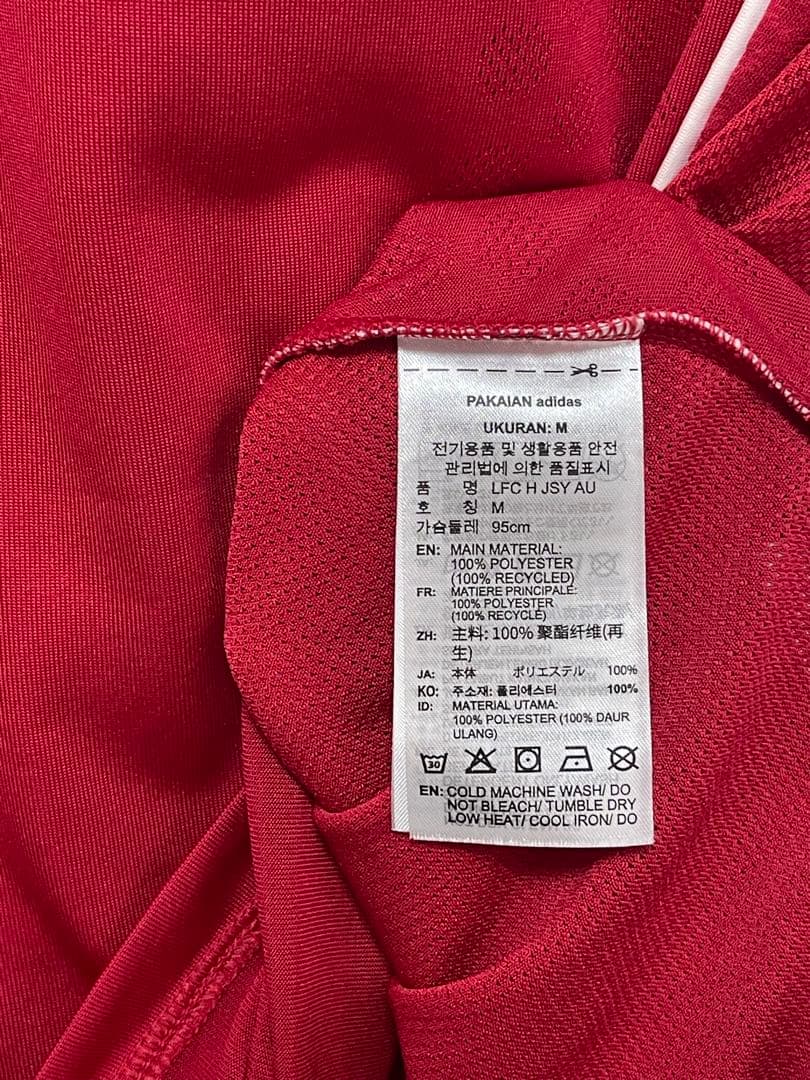 PAKAIAN adidas
UKURAN: M
전기용품 및 생활용품 안전
관리법에 의한 품질표시
품 명 LFC H JSY AU
호 칭 M
가슴둘레 95cm
EN: MAIN MATERIAL:
100% POLYESTER
(100% RECYCLED)
FR: MATIERE PRINCIPALE:
100% POLYESTER
(100% RECYCLÉ)
ZH: 主料: 100% 聚酯纤维(再
生)
JA: 本体 ポリエステル 100%
KO: 주소재: 폴리에스터 100%
ID: MATERIAL UTAMA:
100% POLYESTER (100% DAUR
ULANG)
30
EN: COLD MACHINE WASH/ DO
NOT BLEACH/ TUMBLE DRY
LOW HEAT/ COOL IRON/ DO